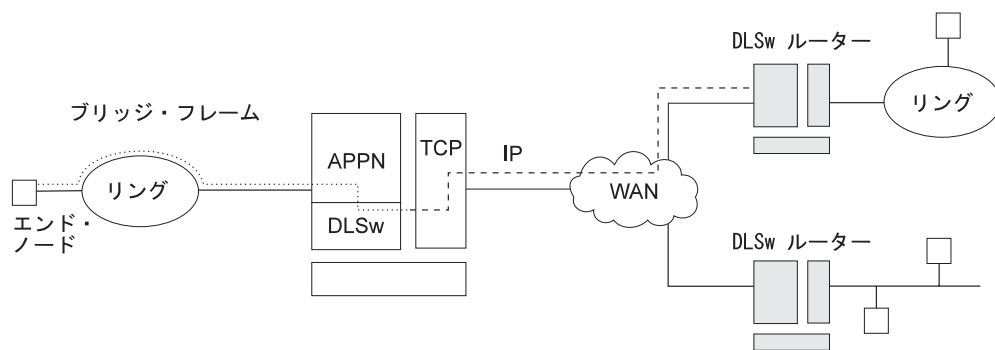 DLSw ルーター
リング
ブリッジ・フレーム
リング
エンド・
ノード
APPN
DLSw
TCP
IP
WAN
DLSw ルーター